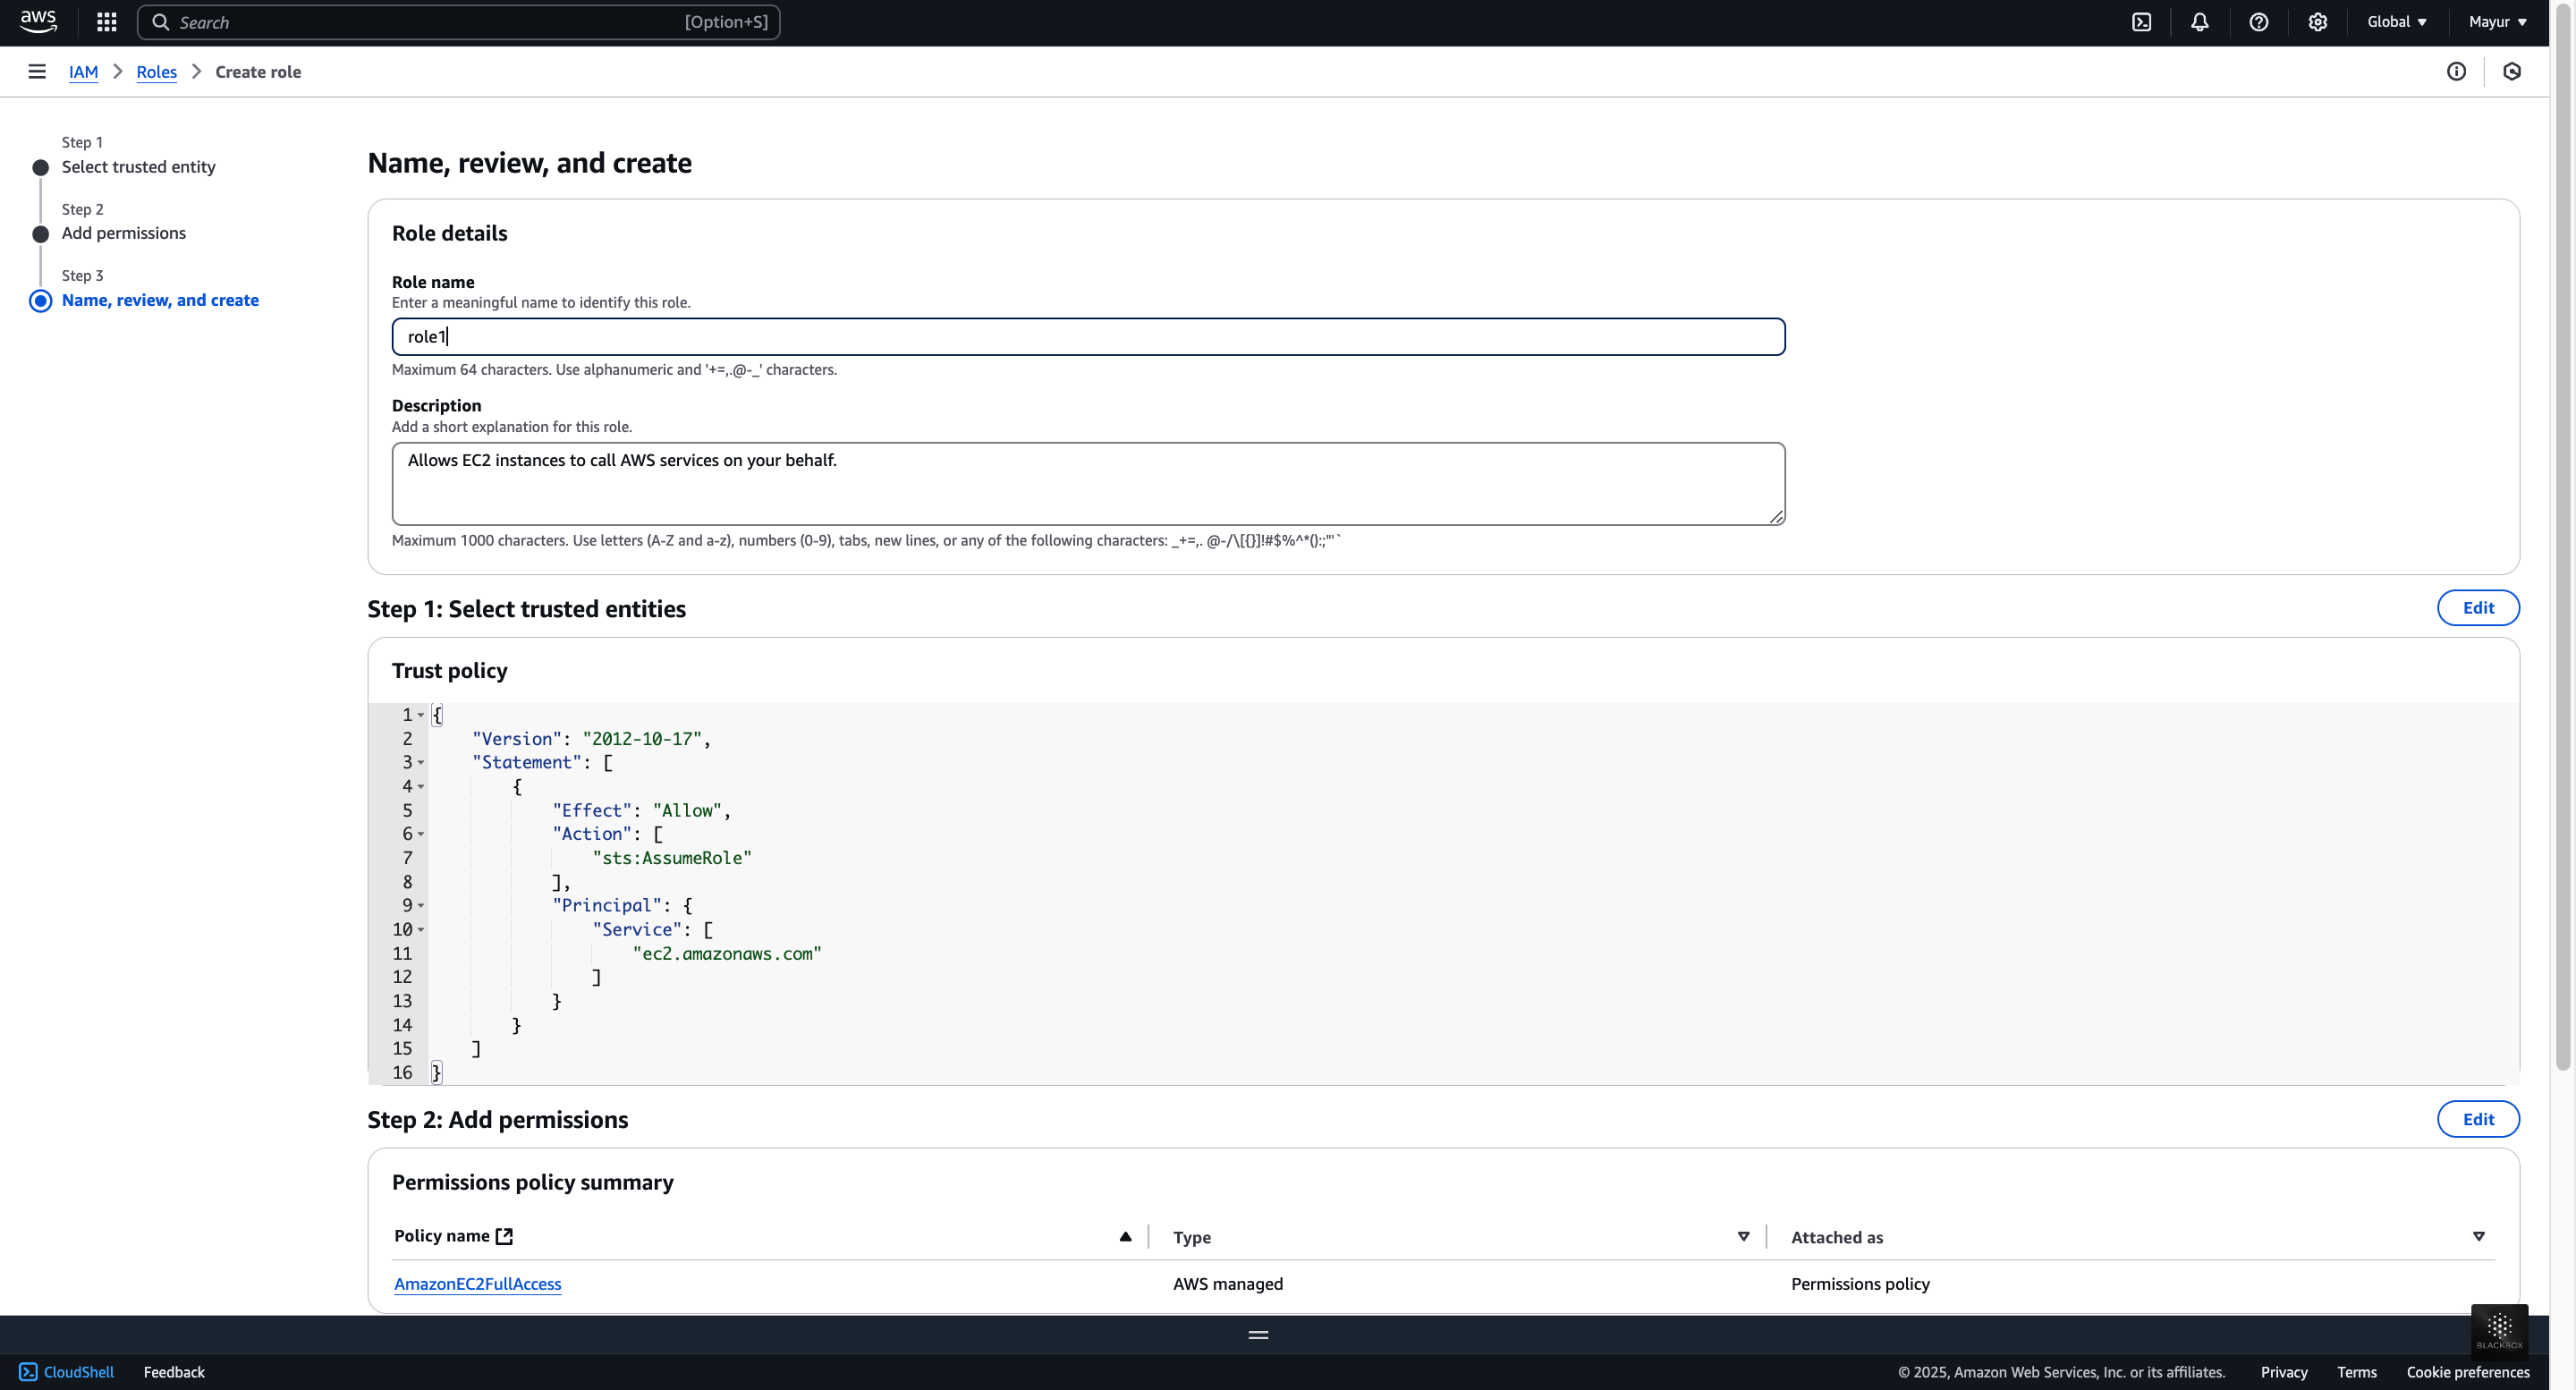 aws
Search [Option+S]
Global
Mayur
IAM
Roles
Create role
Step 1
Select trusted entity
Step 2
Add permissions
Step 3
Name, review, and create
Name, review, and create
Role details
Role name
Enter a meaningful name to identify this role.
role1
Maximum 64 characters. Use alphanumeric and '+=,.@-_' characters.
Description
Add a short explanation for this role.
Allows EC2 instances to call AWS services on your behalf.
Maximum 1000 characters. Use letters (A-Z and a-z), numbers (0-9), tabs, new lines, or any of the following characters: _+=,. @-/\[{}]!#$%^*();:'"`
Step 1: Select trusted entities
Edit
Trust policy
1 {
2     "Version": "2012-10-17",
3     "Statement": [
4         {
5             "Effect": "Allow",
6             "Action": [
7                 "sts:AssumeRole"
8             ],
9             "Principal": {
10                 "Service": [
11                     "ec2.amazonaws.com"
12                 ]
13             }
14         }
15     ]
16 }
Step 2: Add permissions
Edit
Permissions policy summary
Policy name
Type
Attached as
AmazonEC2FullAccess
AWS managed
Permissions policy
BLACKBOX
CloudShell
Feedback
© 2025, Amazon Web Services, Inc. or its affiliates.
Privacy
Terms
Cookie preferences